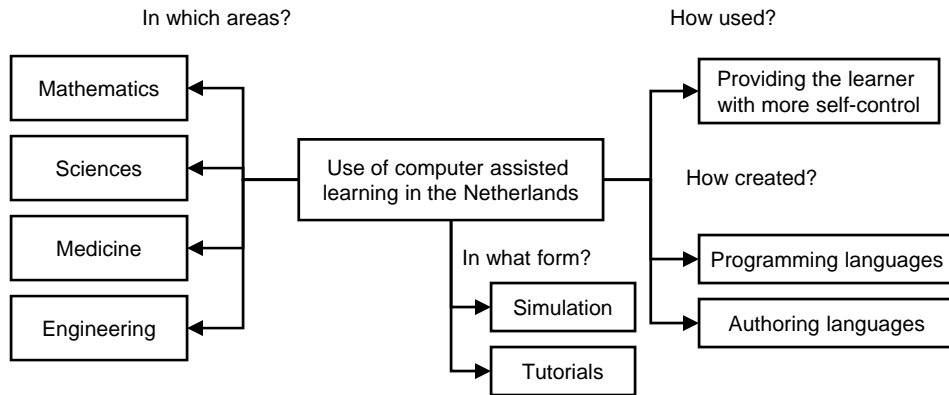 In which areas?
How used?
Mathematics
Sciences
Medicine
Engineering
Use of computer assisted
learning in the Netherlands
In what form?
Simulation
Tutorials
Providing the learner
with more self-control
How created?
Programming languages
Authoring languages